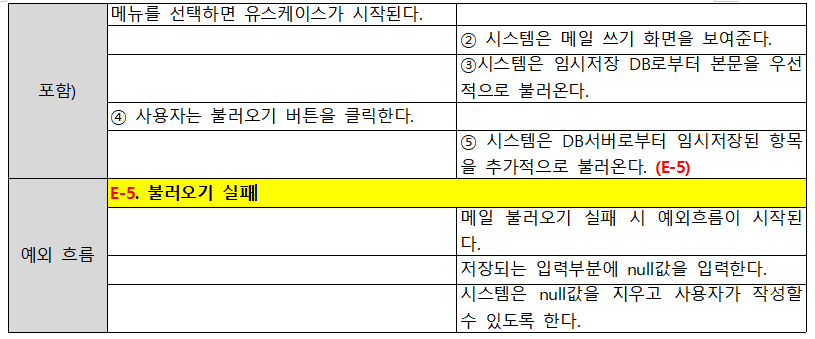 메뉴를 선택하면 유스케이스가 시작된다.
② 시스템은 메일 쓰기 화면을 보여준다.
③시스템은 임시저장 DB로부터 본문을 우선
적으로 불러온다.
포함)
④ 사용자는 불러오기 버튼을 클릭한다.
⑤ 시스템은 DB서버로부터 임시저장된 항목
을 추가적으로 불러온다. (E-5)
E-5. 불러오기 실패
메일 불러오기 실패 시 예외흐름이 시작된
다.
예외 흐름
저장되는 입력부분에 null값을 입력한다.
시스템은 null값을 지우고 사용자가 작성할
수 있도록 한다.